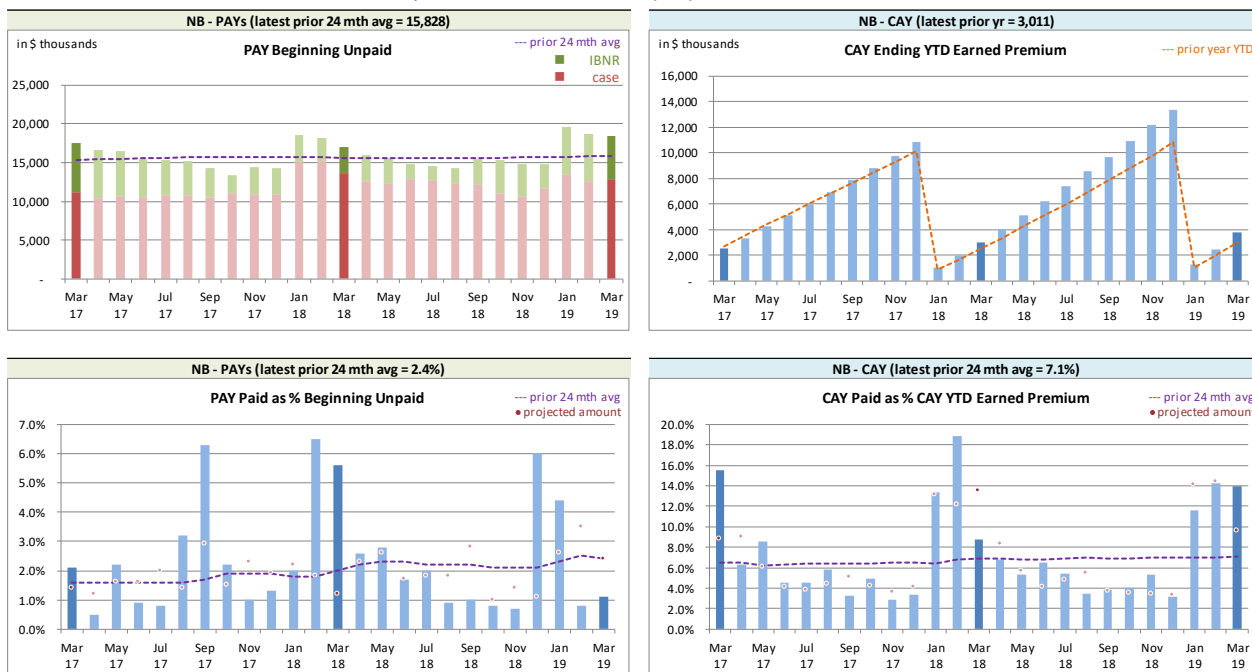 NB - PAYs (latest prior 24 mth avg = 15,828)
in $ thousands
PAY Beginning Unpaid
--- prior 24 mth avg
IBNR
case
25,000
20,000
15,000
10,000
5,000
-
Mar May Jul Sep Nov Jan Mar May Jul Sep Nov Jan Mar
17 17 17 17 17 18 18 18 18 18 18 19 19
NB - CAY (latest prior yr = 3,011)
in $ thousands
CAY Ending YTD Earned Premium
--- prior year YTD
16,000
14,000
12,000
10,000
8,000
6,000
4,000
2,000
-
Mar May Jul Sep Nov Jan Mar May Jul Sep Nov Jan Mar
17 17 17 17 17 18 18 18 18 18 18 19 19
NB - PAYs (latest prior 24 mth avg = 2.4%)
PAY Paid as % Beginning Unpaid
--- prior 24 mth avg
• projected amount
7.0%
6.0%
5.0%
4.0%
3.0%
2.0%
1.0%
0.0%
Mar May Jul Sep Nov Jan Mar May Jul Sep Nov Jan Mar
17 17 17 17 17 18 18 18 18 18 18 19 19
NB - CAY (latest prior 24 mth avg = 7.1%)
CAY Paid as % CAY YTD Earned Premium
--- prior 24 mth avg
• projected amount
20.0%
18.0%
16.0%
14.0%
12.0%
10.0%
8.0%
6.0%
4.0%
2.0%
0.0%
Mar May Jul Sep Nov Jan Mar May Jul Sep Nov Jan Mar
17 17 17 17 17 18 18 18 18 18 18 19 19